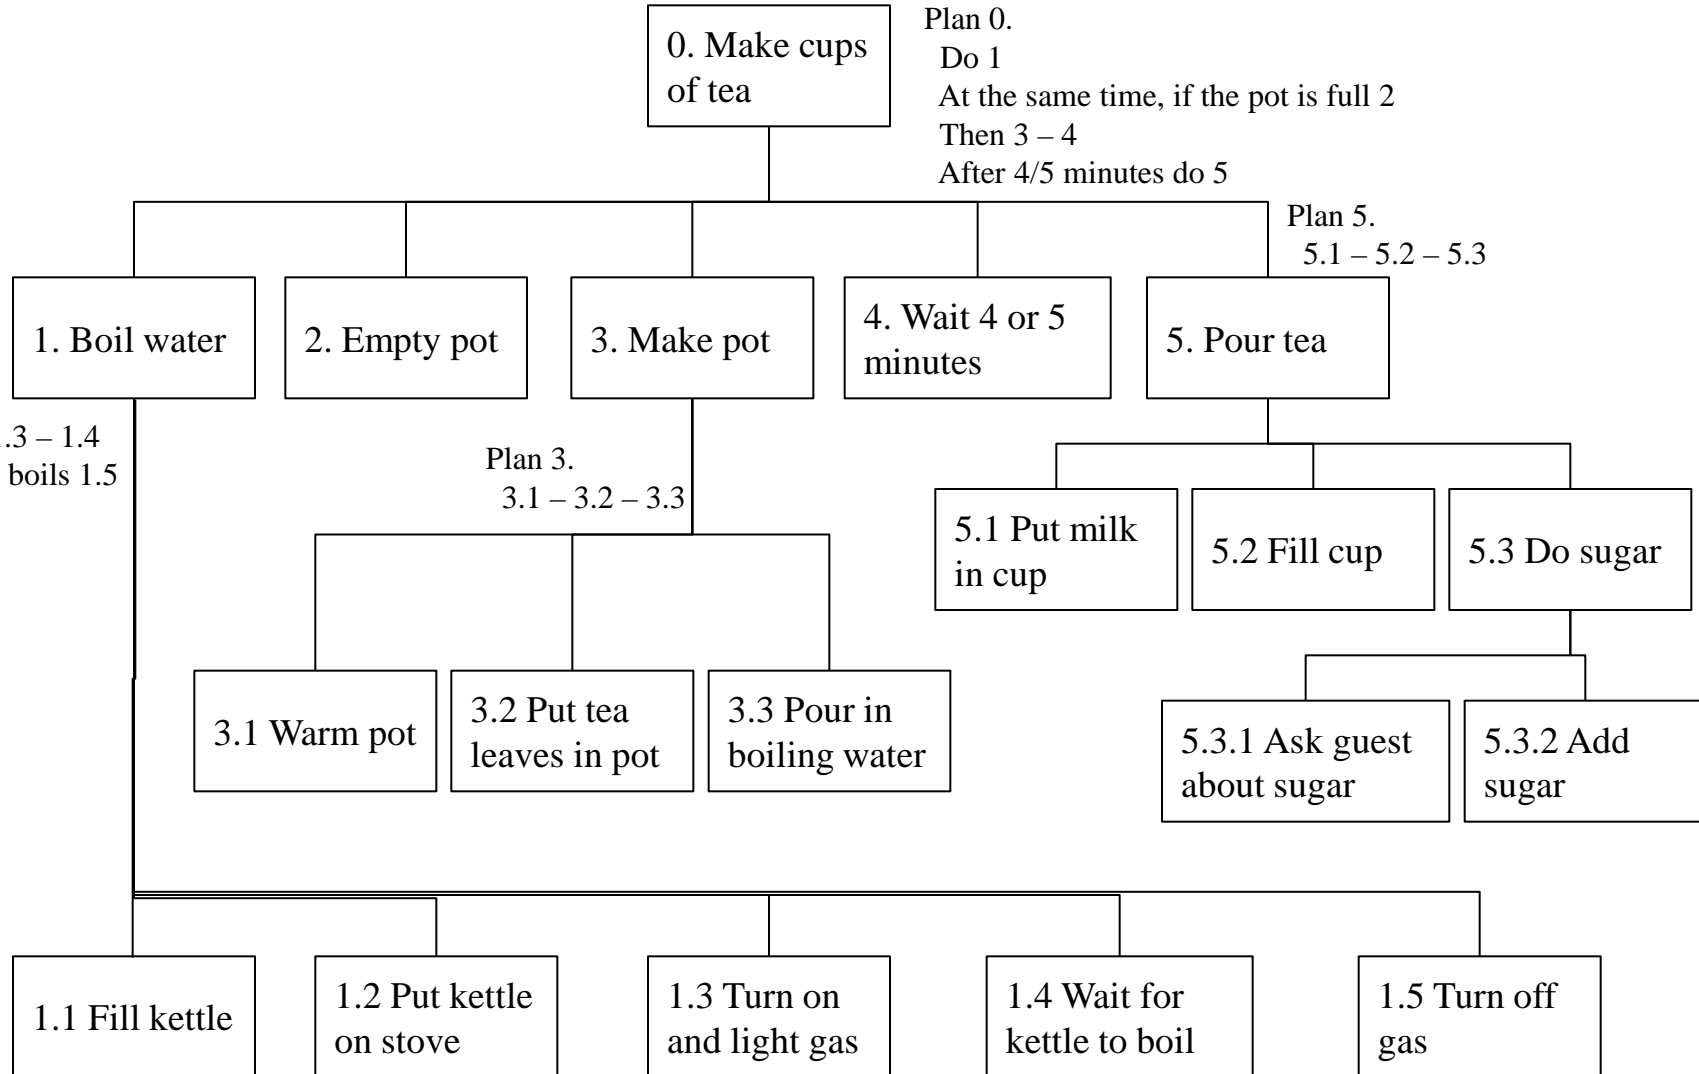 0. Make cups
of tea
Plan 0.
Do 1
At the same time, if the pot is full 2
Then 3 – 4
After 4/5 minutes do 5
Plan 5.
5.1 – 5.2 – 5.3
1. Boil water
2. Empty pot
3. Make pot
4. Wait 4 or 5
minutes
5. Pour tea
.3 – 1.4
boils 1.5
Plan 3.
3.1 – 3.2 – 3.3
5.1 Put milk
in cup
5.2 Fill cup
5.3 Do sugar
3.1 Warm pot
3.2 Put tea
leaves in pot
3.3 Pour in
boiling water
5.3.1 Ask guest
about sugar
5.3.2 Add
sugar
1.1 Fill kettle
1.2 Put kettle
on stove
1.3 Turn on
and light gas
1.4 Wait for
kettle to boil
1.5 Turn off
gas